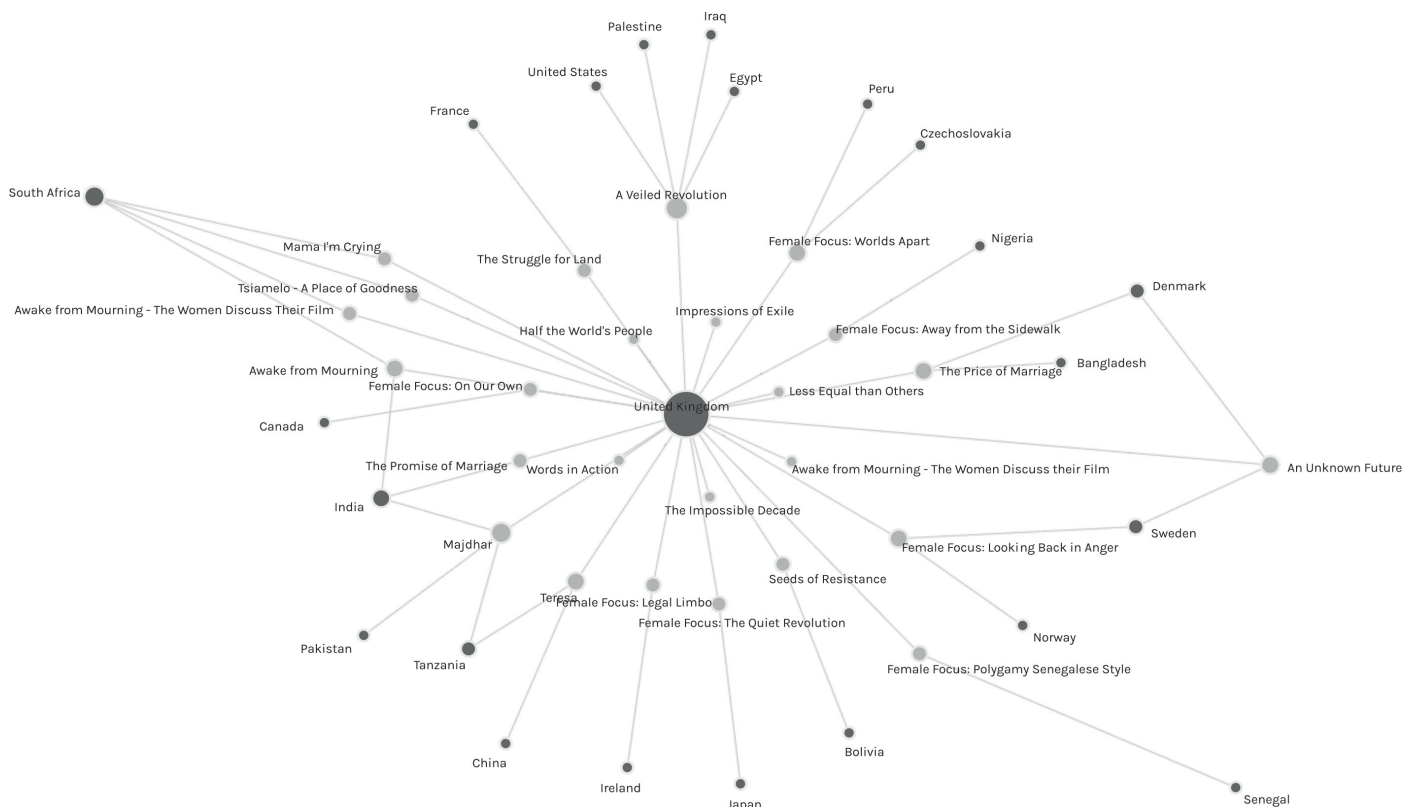 Iraq
Palestine
United States
Egypt
Peru
France
Czechoslovakia
South Africa
A Veiled Revolution
Nigeria
Female Focus: Worlds Apart
Mama I'm Crying
The Struggle for Land
Denmark
Tsiamelo - A Place of Goodness
Awake from Mourning - The Women Discuss Their Film
Impressions of Exile
Half the World's People
Female Focus: Away from the Sidewalk
Bangladesh
Awake from Mourning
The Price of Marriage
Female Focus: On Our Own
Less Equal than Others
United Kingdom
Canada
The Promise of Marriage
Words in Action
Awake from Mourning - The Women Discuss their Film
An Unknown Future
India
The Impossible Decade
Sweden
Majdhar
Female Focus: Looking Back in Anger
Seeds of Resistance
Teresa
Female Focus: Legal Limbo
Female Focus: The Quiet Revolution
Norway
Pakistan
Tanzania
Female Focus: Polygamy Senegalese Style
Bolivia
China
Ireland
Senegal
Japan